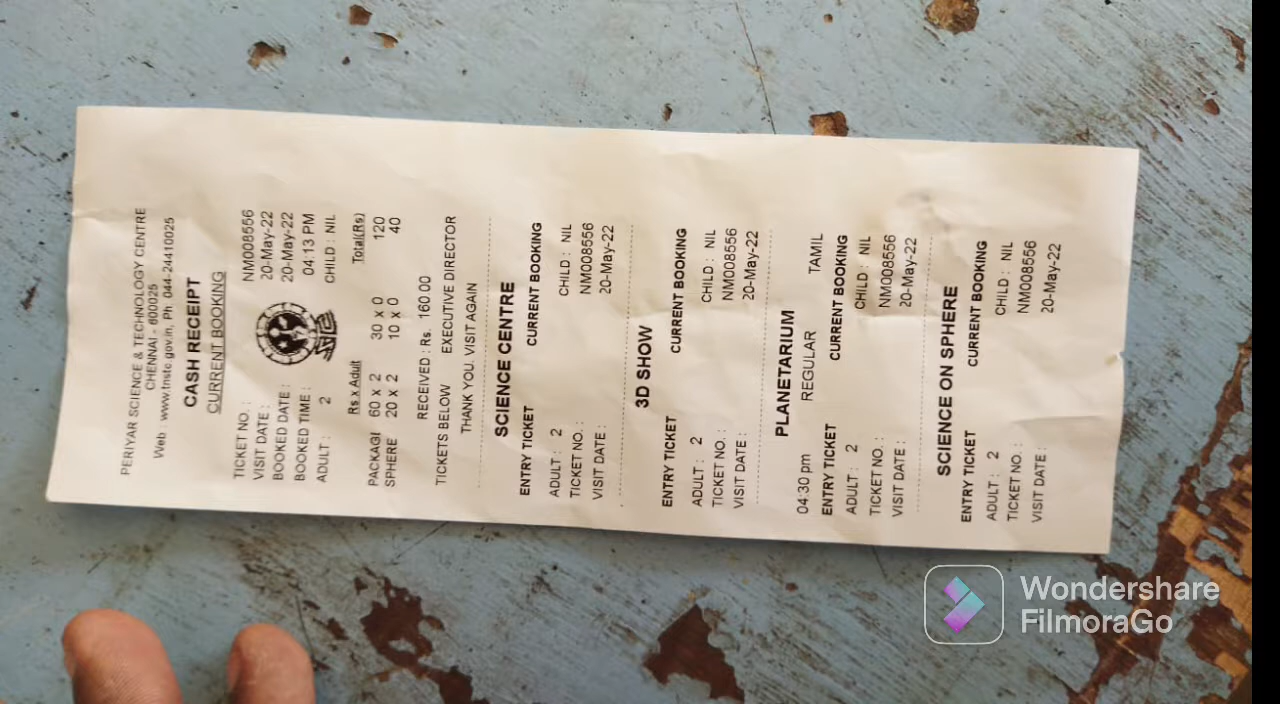 PERIYAR SCIENCE & TECHNOLOGY CENTRE
CHENNAI - 600025
Web : www.tnstc.gov.in, Ph 044-24410025
CASH RECEIPT
CURRENT BOOKING
TICKET NO. : NM008556
VISIT DATE : 20-May-22
BOOKED DATE : 20-May-22
BOOKED TIME : 04:13 PM
ADULT : 2 CHILD : NIL
Rs x Adult Total(Rs)
PACKAGI 60 x 2 30 x 0 120
SPHERE 20 x 2 10 x 0 40
RECEIVED : Rs. 160.00
TICKETS BELOW EXECUTIVE DIRECTOR
THANK YOU. VISIT AGAIN
SCIENCE CENTRE
ENTRY TICKET CURRENT BOOKING
ADULT : 2 CHILD : NIL
TICKET NO. : NM008556
VISIT DATE : 20-May-22
3D SHOW
ENTRY TICKET CURRENT BOOKING
ADULT : 2 CHILD : NIL
TICKET NO. : NM008556
VISIT DATE : 20-May-22
PLANETARIUM
04:30 pm REGULAR TAMIL
ENTRY TICKET CURRENT BOOKING
ADULT : 2 CHILD : NIL
TICKET NO. : NM008556
VISIT DATE : 20-May-22
SCIENCE ON SPHERE
ENTRY TICKET CURRENT BOOKING
ADULT : 2 CHILD : NIL
TICKET NO. : NM008556
VISIT DATE : 20-May-22
Wondershare
FilmoraGo